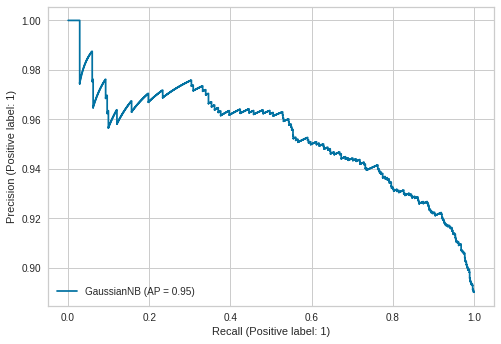 1.00
0.98
0.96
0.94
0.92
0.90
Precision (Positive label: 1)
GaussianNB (AP = 0.95)
0.0 0.2 0.4 0.6 0.8 1.0
Recall (Positive label: 1)